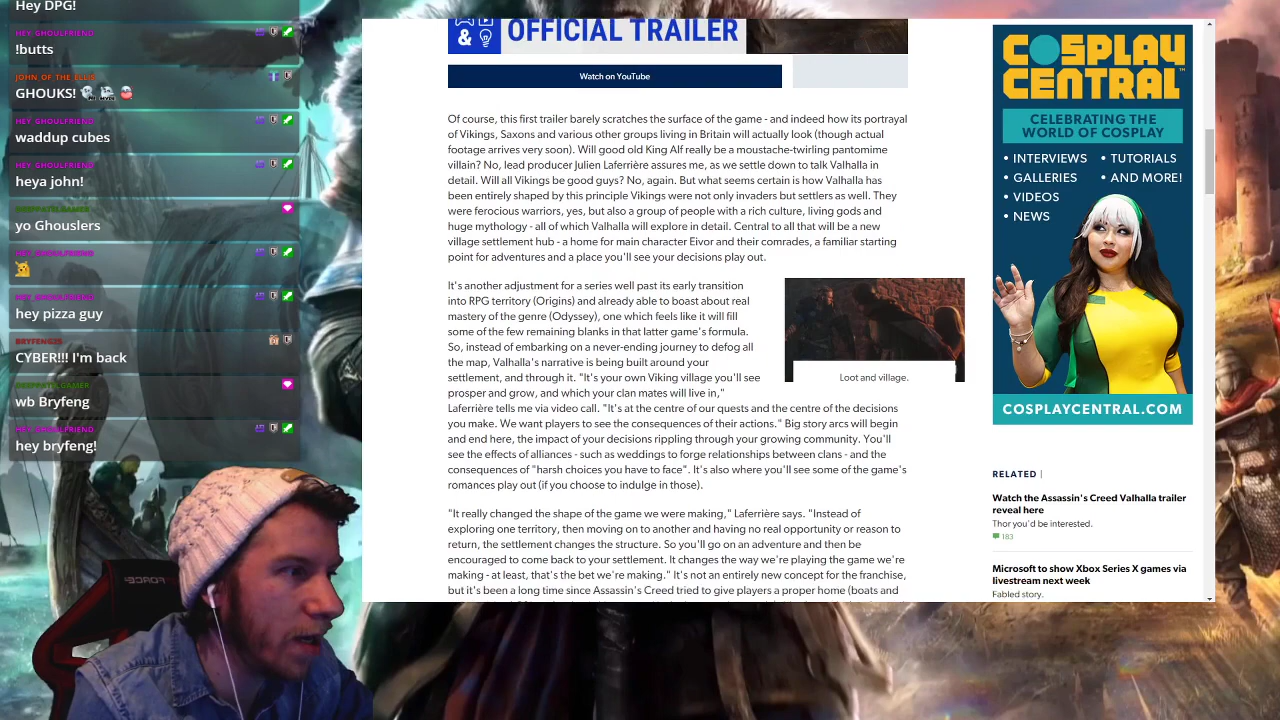 Hey DPG!
HEY_GHOULFRIEND
!butts
JOHN_OF_THE_ELLIS
GHOUKS!
HEY_GHOULFRIEND
waddup cubes
HEY_GHOULFRIEND
heya john!
DEEPPATH_GAMER
yo Ghouslers
HEY_GHOULFRIEND
HEY_GHOULFRIEND
hey pizza guy
BRYFENG25
CYBER!!! I'm back
wb Bryfeng
HEY_GHOULFRIEND
hey bryfeng!
& OFFICIAL TRAILER
Watch on YouTube
Of course, this first trailer barely scratches the surface of the game - and indeed how its portrayal
of Vikings, Saxons and various other groups living in Britain will actually look (though actual
footage arrives very soon). Will good old King Alf really be a moustache-twirling pantomime
villain? No, lead producer Julien Laferrière assures me, as we settle down to talk Valhalla in
detail. Will all Vikings be good guys? No, again. But what seems certain is how Valhalla has
been entirely shaped by this principle Vikings were not only invaders but settlers as well. They
were ferocious warriors, yes, but also a group of people with a rich culture, living gods and
huge mythology - all of which Valhalla will explore in detail. Central to all that will be a new
village settlement hub - a home for main character Eivor and their comrades, a familiar starting
point for adventures and a place you'll see your decisions play out.
It's another adjustment for a series well past its early transition
into RPG territory (Origins) and already able to boast about real
mastery of the genre (Odyssey), one which feels like it will fill
some of the few remaining blanks in that latter game's formula.
So, instead of embarking on a never-ending journey to defog all
the map, Valhalla's narrative is being built around your
settlement, and through it. "It's your own Viking village you'll see
prosper and grow, and which your clan mates will live in,"
Laferrière tells me via video call. "It's at the centre of our quests and the centre of the decisions
you make. We want players to see the consequences of their actions." Big story arcs will begin
and end here, the impact of your decisions rippling through your growing community. You'll
see the effects of alliances - such as weddings to forge relationships between clans - and the
consequences of "harsh choices you have to face". It's also where you'll see some of the game's
romances play out (if you choose to indulge in those).
Loot and village.
"It really changed the shape of the game we were making," Laferrière says. "Instead of
exploring one territory, then moving on to another and having no real opportunity or reason to
return, the settlement changes the structure. So you'll go on an adventure and then be
encouraged to come back to your settlement. It changes the way we're playing the game we're
making - at least, that's the bet we're making." It's not an entirely new concept for the franchise,
but it's been a long time since Assassin's Creed tried to give players a proper home (boats and
COSPLAY
CENTRAL™
CELEBRATING THE
WORLD OF COSPLAY
• INTERVIEWS • TUTORIALS
• GALLERIES • AND MORE!
• VIDEOS
• NEWS
COSPLAYCENTRAL.COM
RELATED |
Watch the Assassin's Creed Valhalla trailer
reveal here
Thor you'd be interested.
183
Microsoft to show Xbox Series X games via
livestream next week
Fabled story.